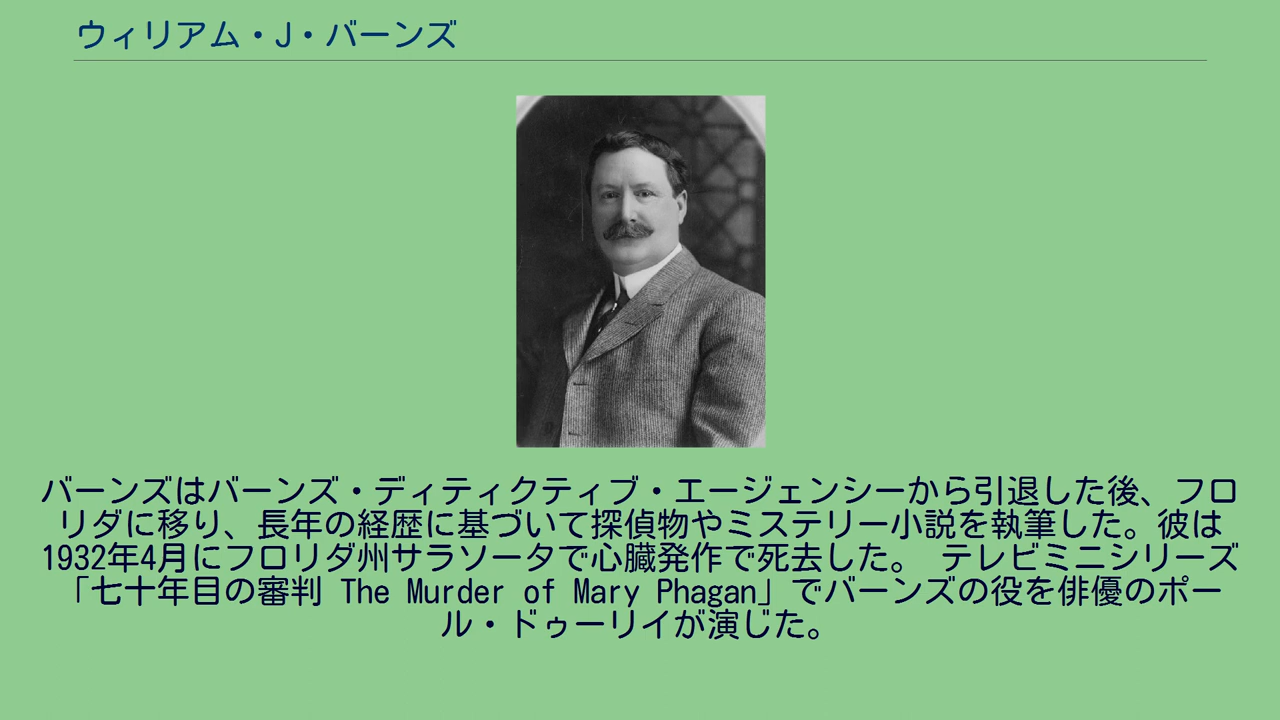 ウィリアム・J・バーンズ
バーンズはバーンズ・ディティクティブ・エージェンシーから引退した後、フロ
リダに移り、長年の経歴に基づいて探偵物やミステリー小説を執筆した。彼は
1932年4月にフロリダ州サラソータで心臓発作で死去した。 テレビミニシリーズ
「七十年目の審判 The Murder of Mary Phagan」でバーンズの役を俳優のポー
ル・ドゥーリイが演じた。